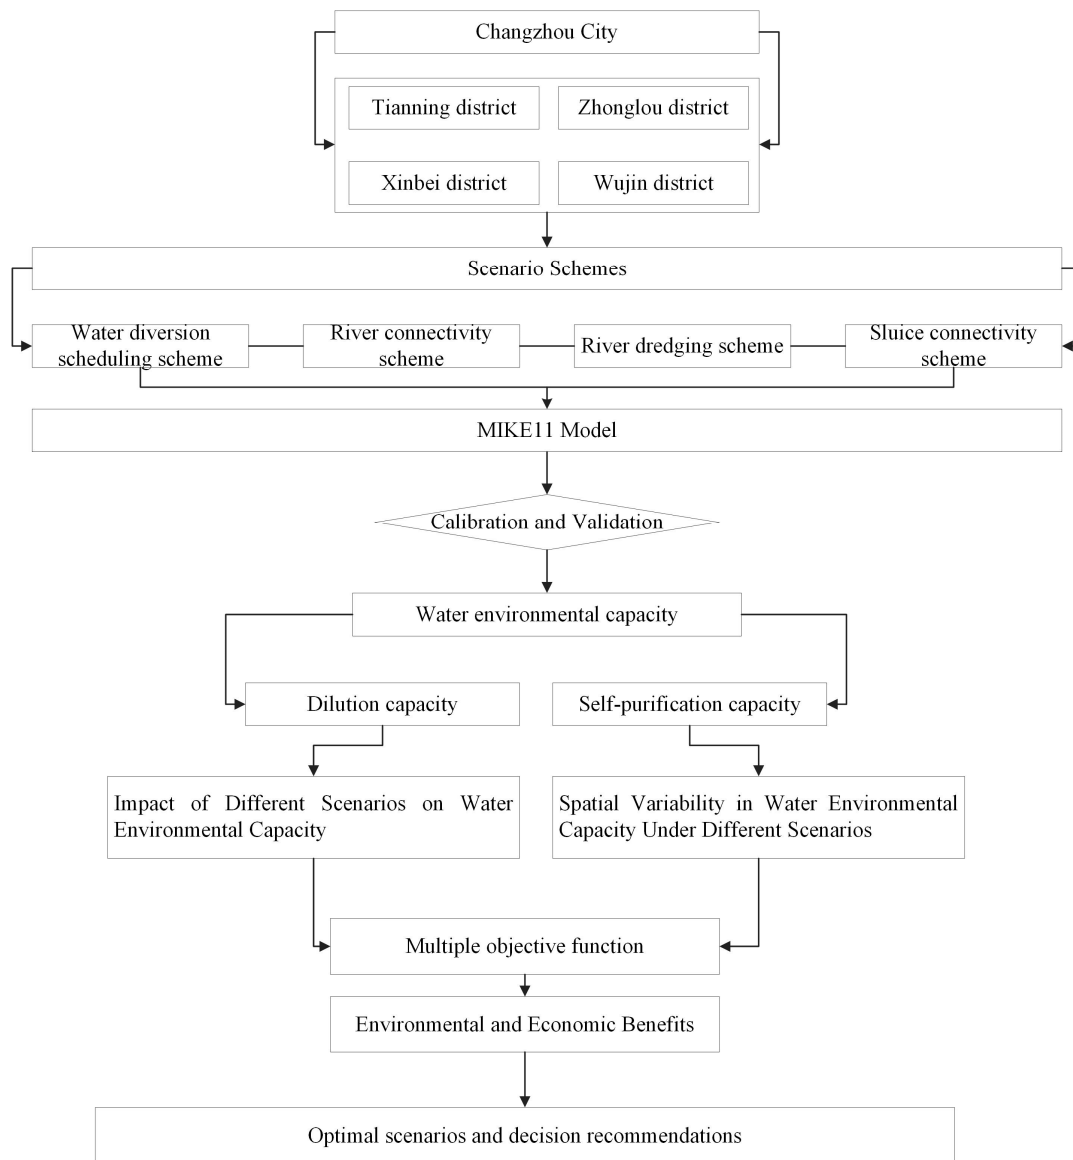 Changzhou City
Tianning district
Zhonglou district
Xinbei district
Wujin district
Scenario Schemes
Water diversion
scheduling scheme
River connectivity
scheme
River dredging scheme
Sluice connectivity
scheme
MIKE11 Model
Calibration and Validation
Water environmental capacity
Dilution capacity
Self-purification capacity
Impact of Different Scenarios on Water
Environmental Capacity
Spatial Variability in Water Environmental
Capacity Under Different Scenarios
Multiple objective function
Environmental and Economic Benefits
Optimal scenarios and decision recommendations